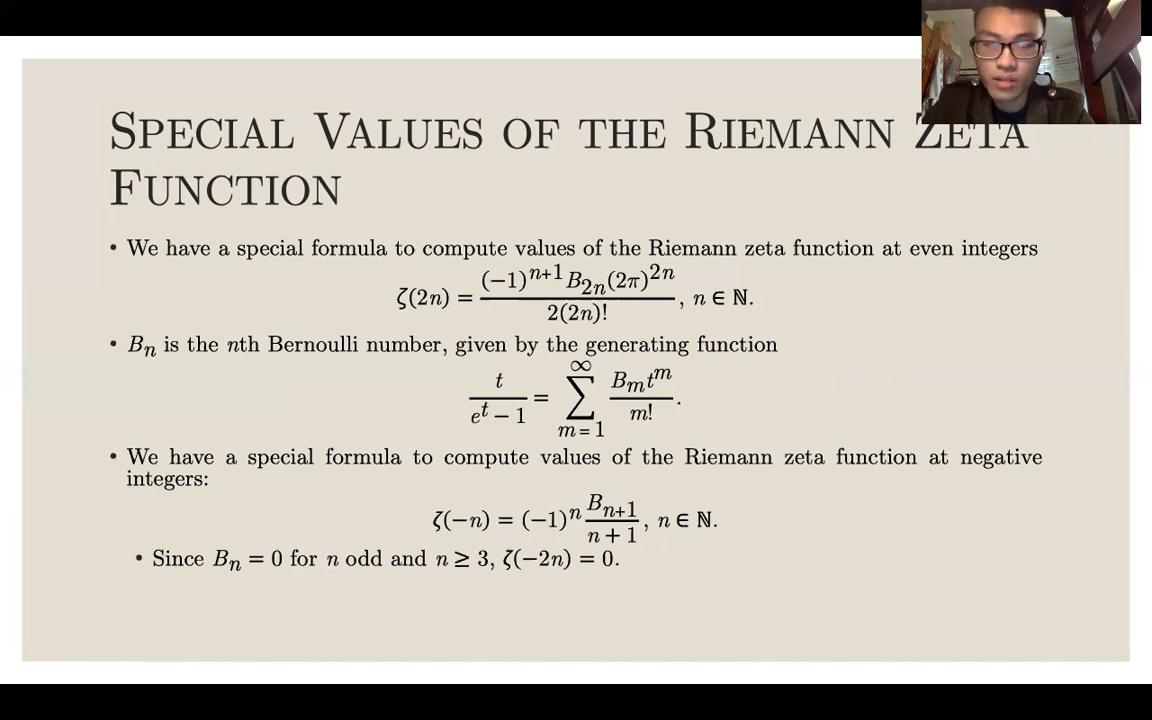 SPECIAL VALUES OF THE RIEMANN ZETA
FUNCTION
• We have a special formula to compute values of the Riemann zeta function at even integers
ζ(2n) = (−1)^{n+1} B_{2n} (2π)^{2n} / 2(2n)!, n ∈ ℕ.
• B_n is the nth Bernoulli number, given by the generating function
t / (e^t − 1) = ∑_{m=1}^{∞} B_m t^m / m!.
• We have a special formula to compute values of the Riemann zeta function at negative
integers:
ζ(−n) = (−1)^n B_{n+1} / (n + 1), n ∈ ℕ.
• Since B_n = 0 for n odd and n ≥ 3, ζ(−2n) = 0.